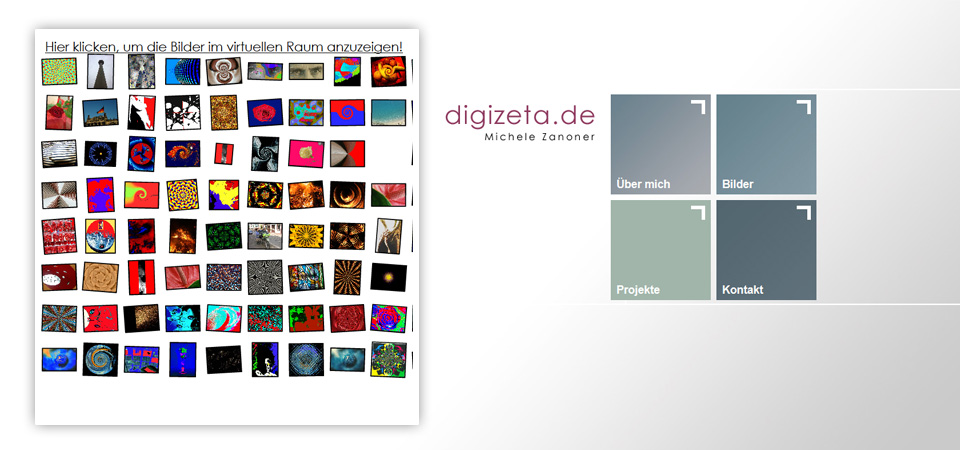 Hier klicken, um die Bilder im virtuellen Raum anzuzeigen!
digizeta.de
Michele Zanoner
Über mich
Bilder
Projekte
Kontakt